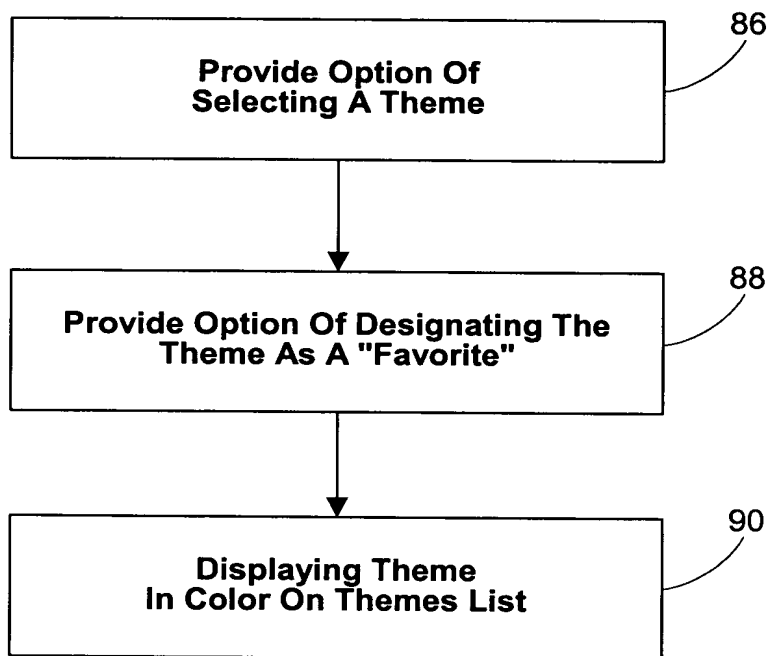 86
Provide Option Of
Selecting A Theme
88
Provide Option Of Designating The
Theme As A "Favorite"
90
Displaying Theme
In Color On Themes List